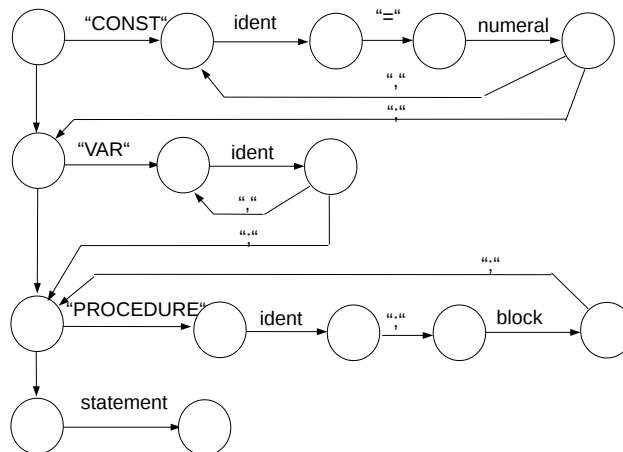 “CONST“ ident “=“ numeral
“,“
“;“
“VAR“ ident
“,“
“;“
“;“
“PROCEDURE“ ident “;“ block
statement